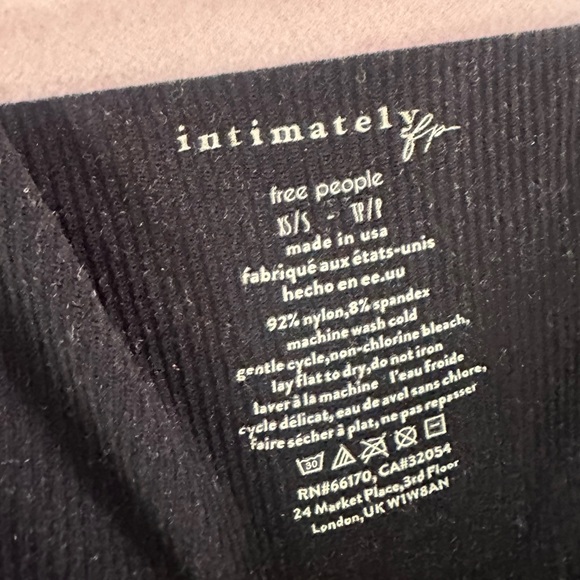 intimately fp
free people
XS/S - TP/P
made in usa
fabriqué aux états-unis
hecho en ee.uu
92% nylon,8% spandex
machine wash cold
gentle cycle,non-chlorine bleach,
lay flat to dry,do not iron
laver à la machine l'eau froide
cycle délicat, eau de avel sans chlore,
faire sécher à plat, ne pas repasser
30
RN#66170, CA#32054
24 Market Place,3rd Floor
London,UK W1W8AN